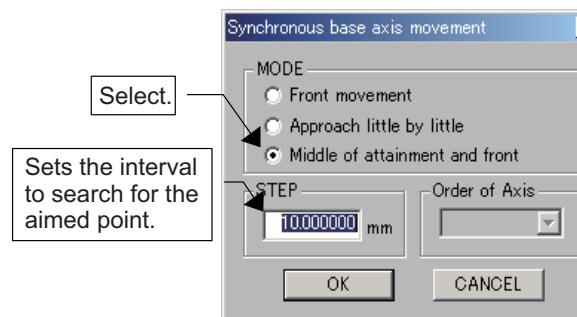 Synchronous base axis movement
MODE
Front movement
Approach little by little
Middle of attainment and front
Select.
Sets the interval
to search for the
aimed point.
STEP
10.000000 mm
Order of Axis
OK
CANCEL